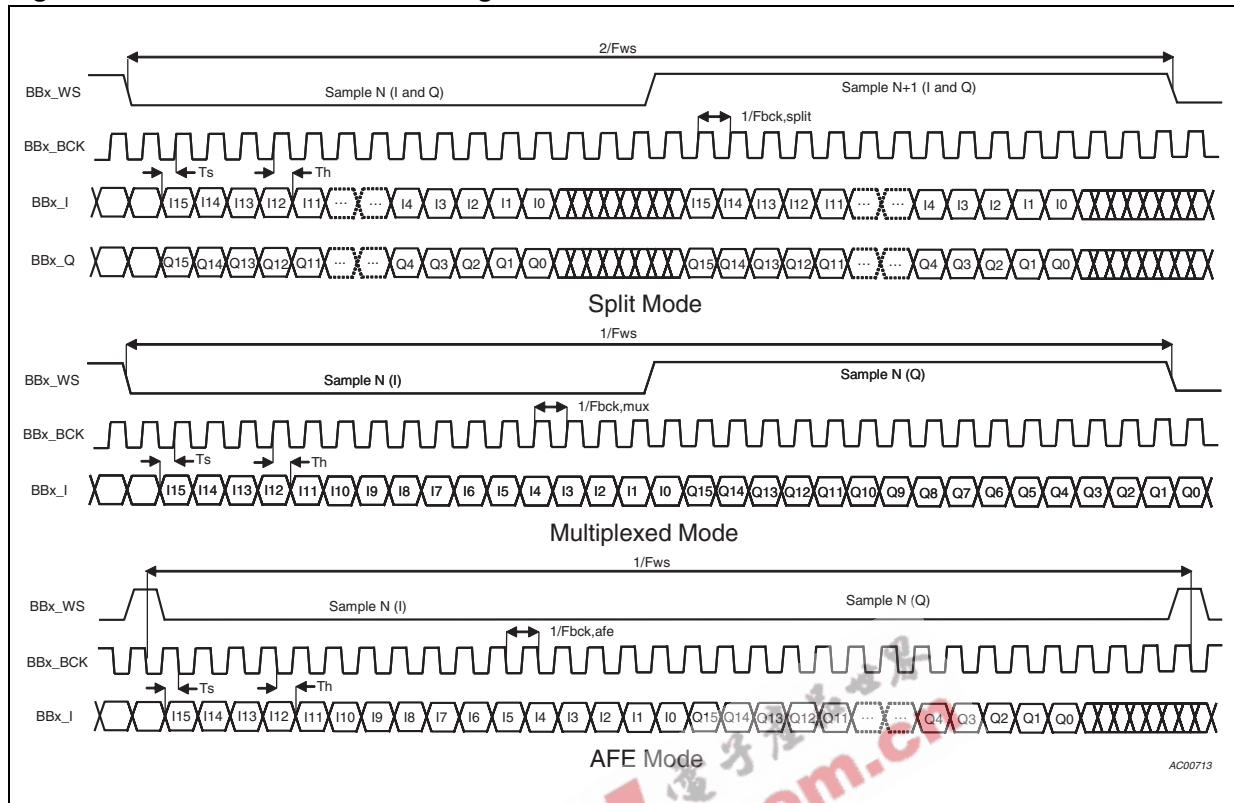 2/Fws
BBx_WS Sample N (I and Q) Sample N+1 (I and Q)
1/Fbck,split
BBx_BCK
Ts Th
BBx_I I15 I14 I13 I12 I11 ... ... I4 I3 I2 I1 I0 I15 I14 I13 I12 I11 ... ... I4 I3 I2 I1 I0
BBx_Q Q15 Q14 Q13 Q12 Q11 ... ... Q4 Q3 Q2 Q1 Q0 Q15 Q14 Q13 Q12 Q11 ... ... Q4 Q3 Q2 Q1 Q0
Split Mode
1/Fws
BBx_WS Sample N (I) Sample N (Q)
1/Fbck,mux
BBx_BCK
Ts Th
BBx_I I15 I14 I13 I12 I11 I10 I9 I8 I7 I6 I5 I4 I3 I2 I1 I0 Q15 Q14 Q13 Q12 Q11 Q10 Q9 Q8 Q7 Q6 Q5 Q4 Q3 Q2 Q1 Q0
Multiplexed Mode
1/Fws
BBx_WS Sample N (I) Sample N (Q)
1/Fbck,afe
BBx_BCK
Ts Th
BBx_I I15 I14 I13 I12 I11 I10 I9 I8 I7 I6 I5 I4 I3 I2 I1 I0 Q15 Q14 Q13 Q12 Q11 ... ... Q4 Q3 Q2 Q1 Q0
AFE Mode
AC00713